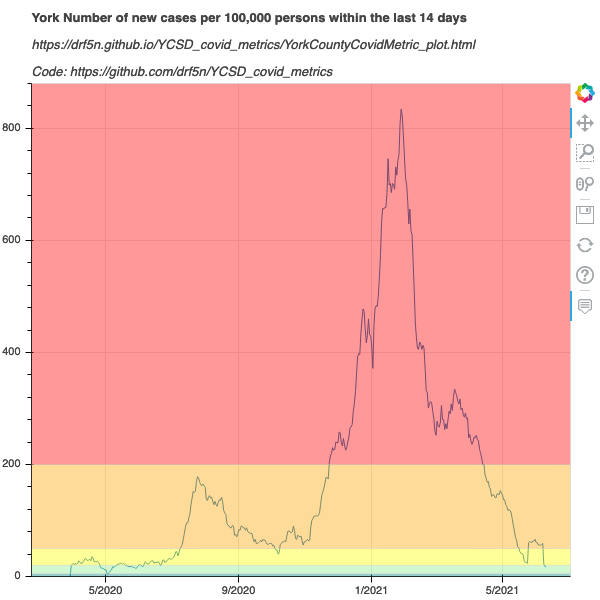 York Number of new cases per 100,000 persons within the last 14 days
https://drf5n.github.io/YCSD_covid_metrics/YorkCountyCovidMetric_plot.html
Code: https://github.com/drf5n/YCSD_covid_metrics
800
600
400
200
0
5/2020 9/2020 1/2021 5/2021